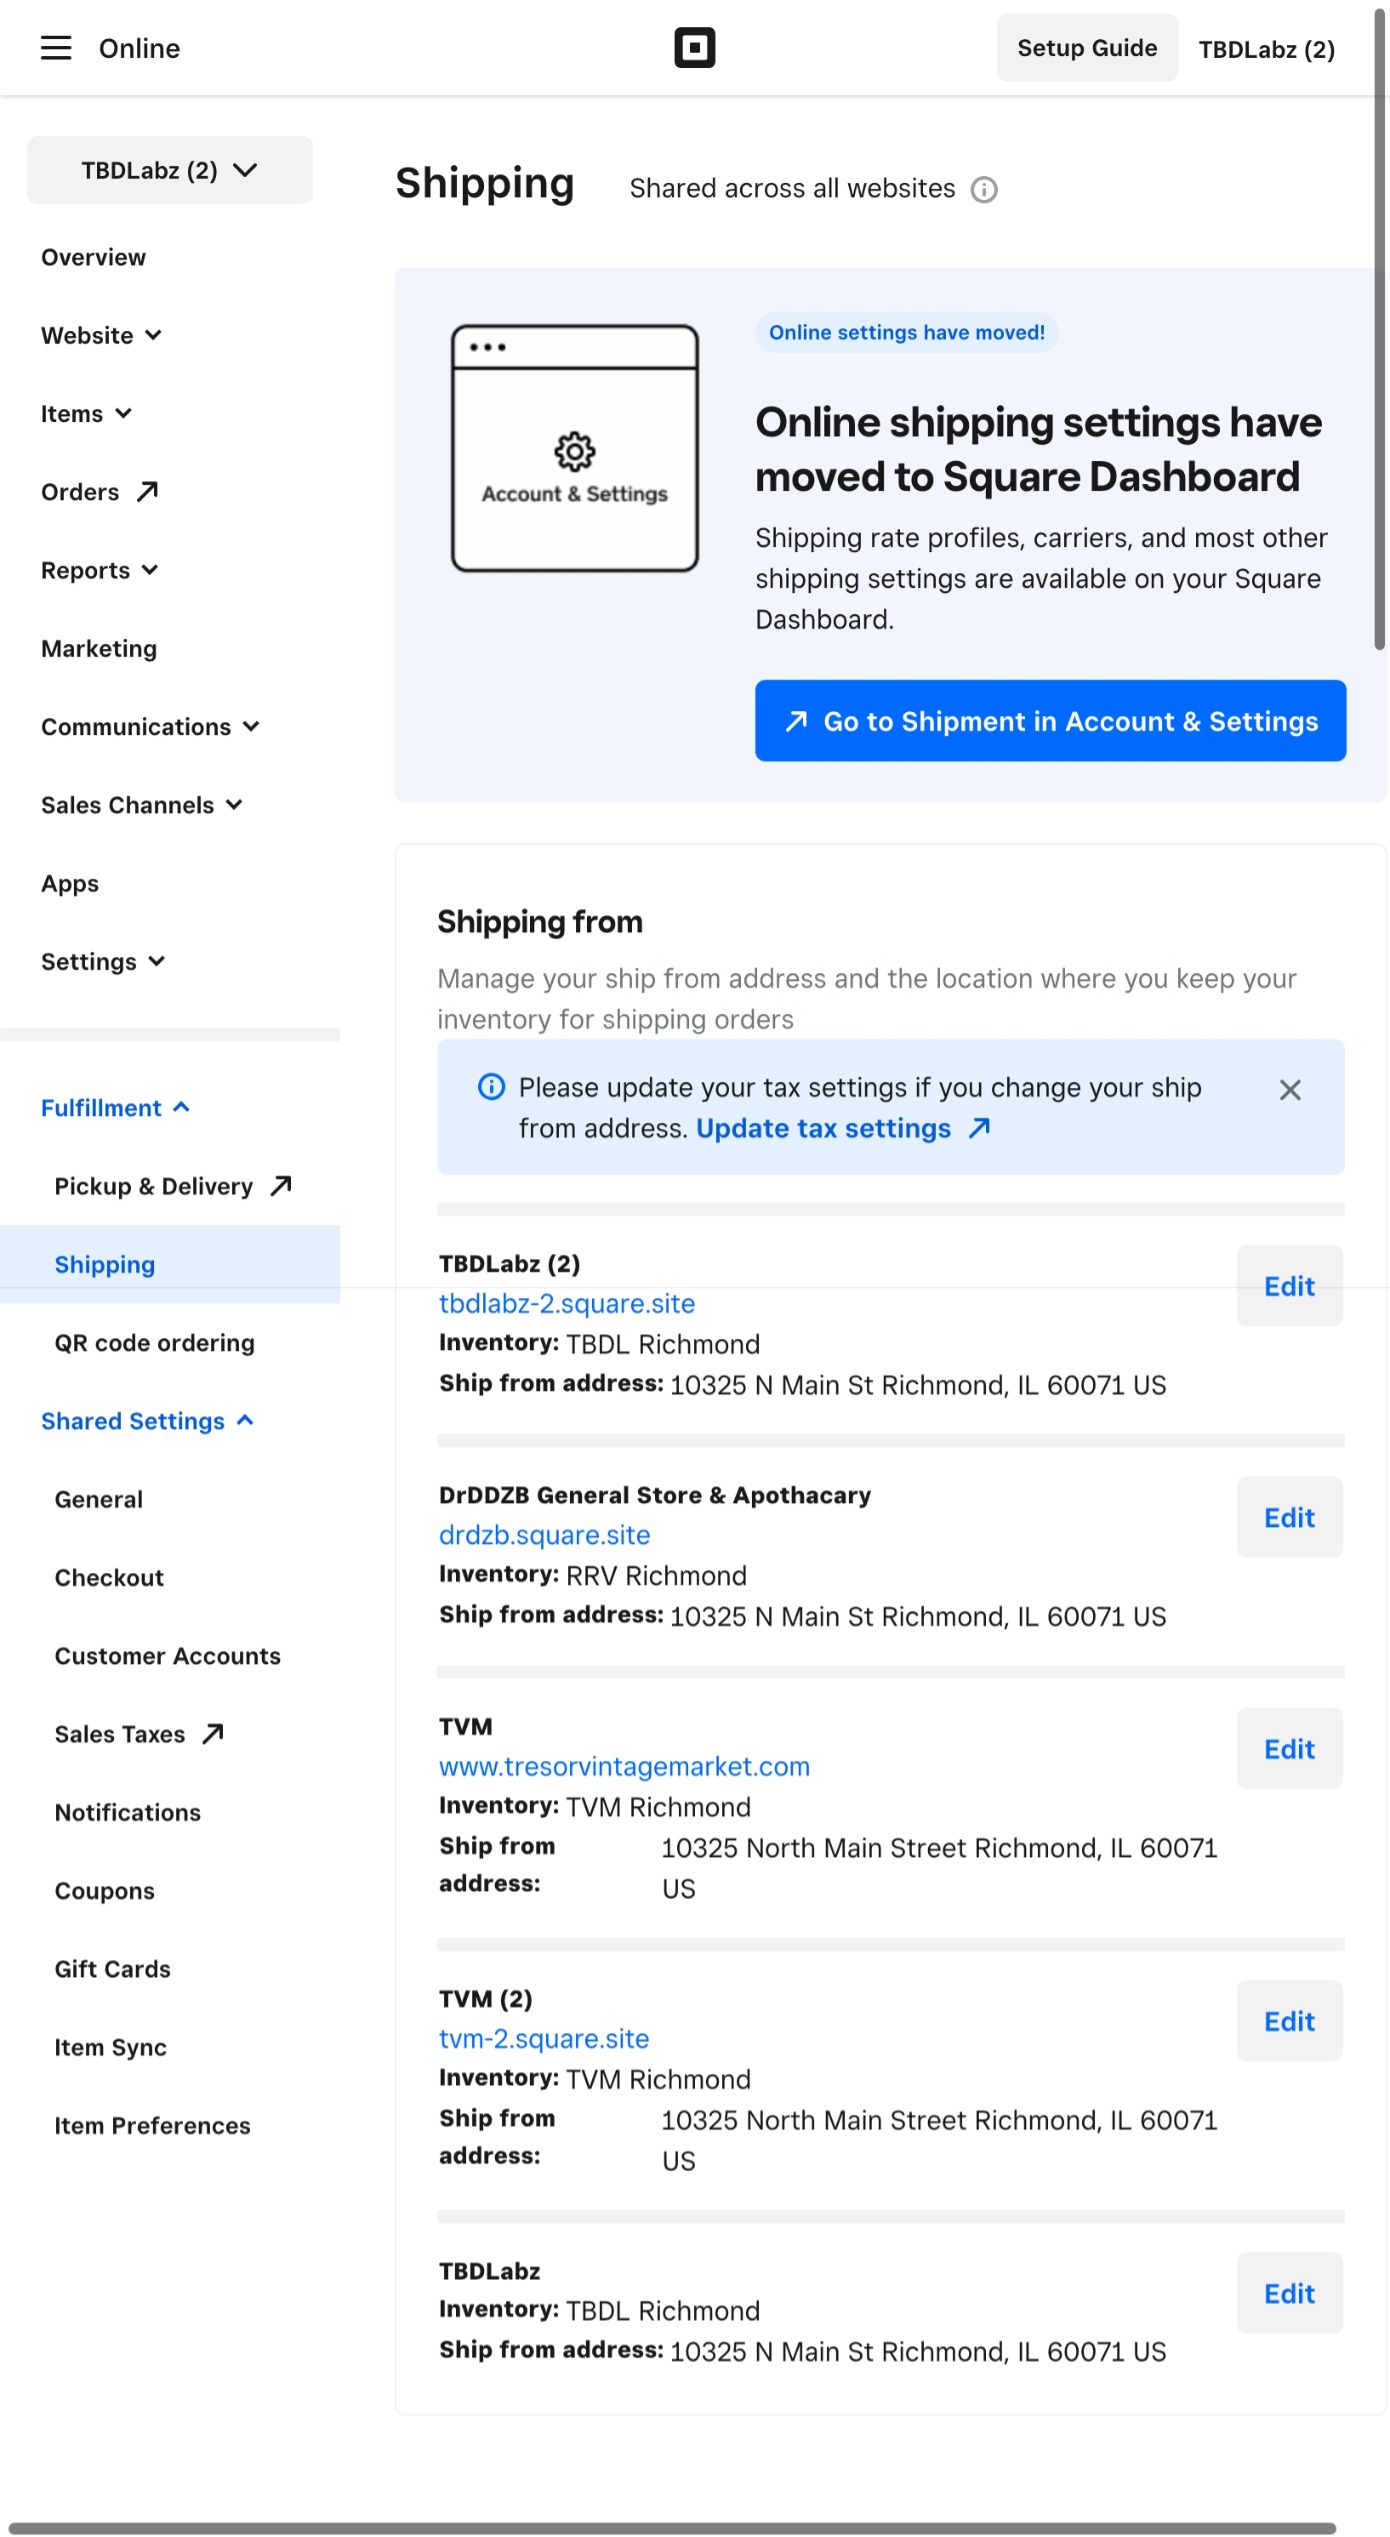 Online
Setup Guide
TBDLabz (2)
TBDLabz (2)
Overview
Website
Items
Orders
Reports
Marketing
Communications
Sales Channels
Apps
Settings
Fulfillment
Pickup & Delivery
Shipping
QR code ordering
Shared Settings
General
Checkout
Customer Accounts
Sales Taxes
Notifications
Coupons
Gift Cards
Item Sync
Item Preferences
Shipping
Shared across all websites
Account & Settings
Online settings have moved!
Online shipping settings have
moved to Square Dashboard
Shipping rate profiles, carriers, and most other
shipping settings are available on your Square
Dashboard.
Go to Shipment in Account & Settings
Shipping from
Manage your ship from address and the location where you keep your
inventory for shipping orders
Please update your tax settings if you change your ship
from address. Update tax settings
TBDLabz (2)
tbdlabz-2.square.site
Inventory: TBDL Richmond
Ship from address: 10325 N Main St Richmond, IL 60071 US
Edit
DrDDZB General Store & Apothacary
drdzb.square.site
Inventory: RRV Richmond
Ship from address: 10325 N Main St Richmond, IL 60071 US
Edit
TVM
www.tresorvintagemarket.com
Inventory: TVM Richmond
Ship from address: 10325 North Main Street Richmond, IL 60071
US
Edit
TVM (2)
tvm-2.square.site
Inventory: TVM Richmond
Ship from address: 10325 North Main Street Richmond, IL 60071
US
Edit
TBDLabz
Inventory: TBDL Richmond
Ship from address: 10325 N Main St Richmond, IL 60071 US
Edit